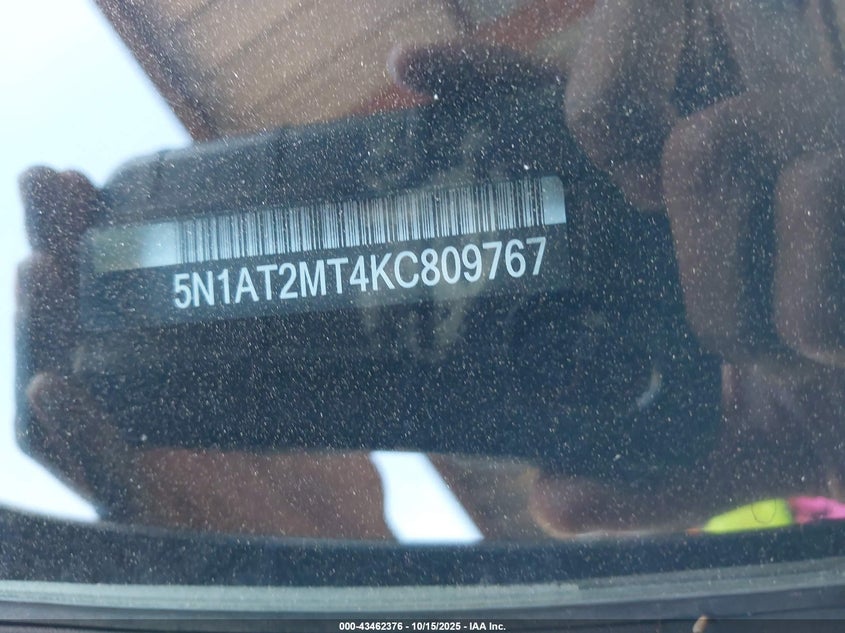 5N1AT2MT4KC809767
000-43462376 - 10/15/2025 - IAA Inc.